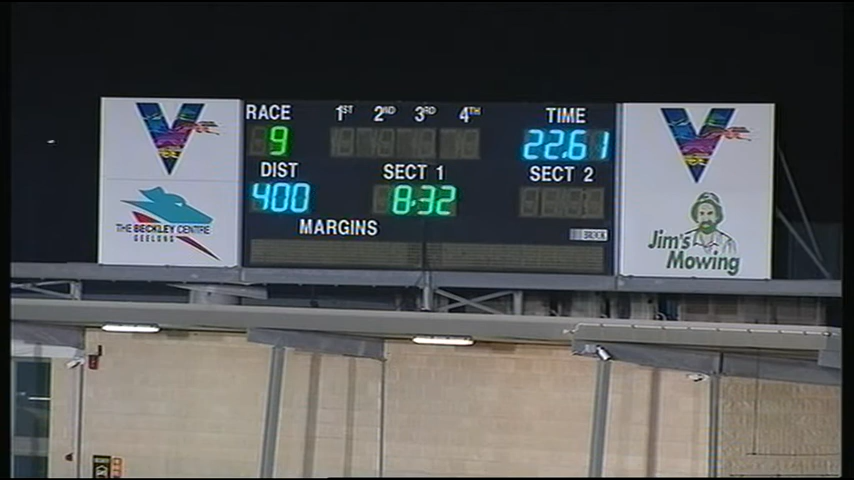 RACE 1ST 2ND 3RD 4TH TIME
9 22.61
DIST SECT 1 SECT 2
400 8.32
MARGINS
V
THE BECKLEY CENTRE
GEELONG
V
Jim's
Mowing